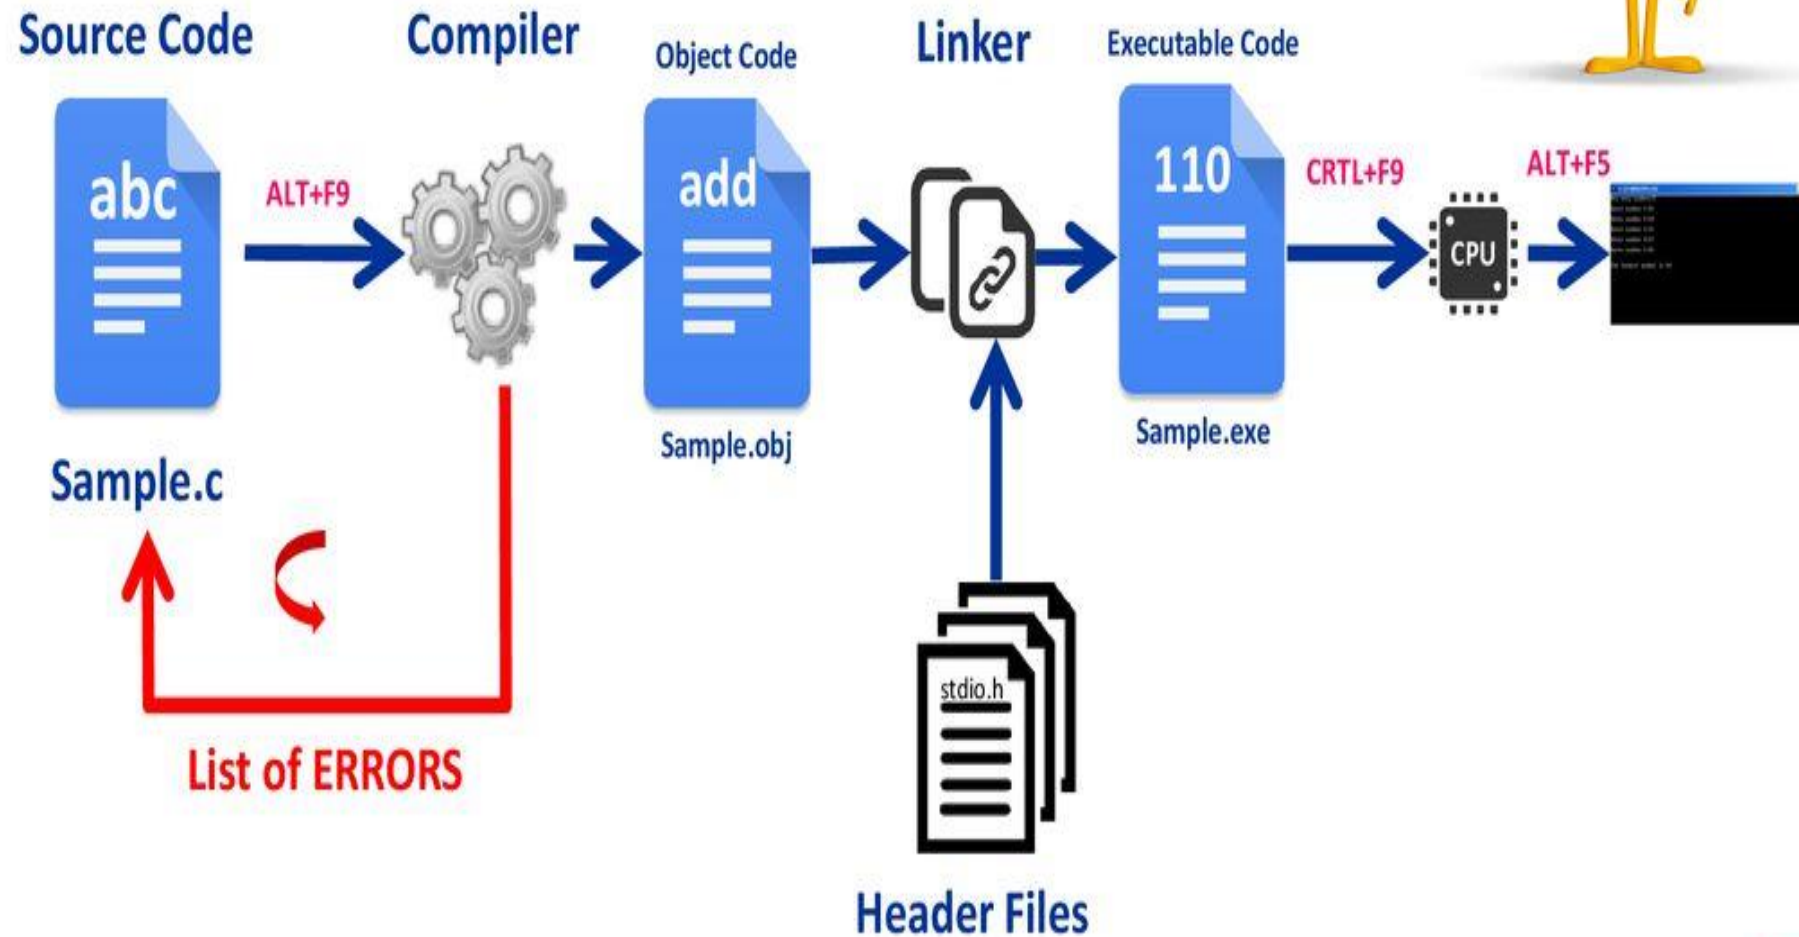 Source Code
Compiler
Object Code
Linker
Executable Code
abc
ALT+F9
add
110
CRTL+F9
CPU
ALT+F5
Sample.c
Sample.obj
Sample.exe
List of ERRORS
stdio.h
Header Files